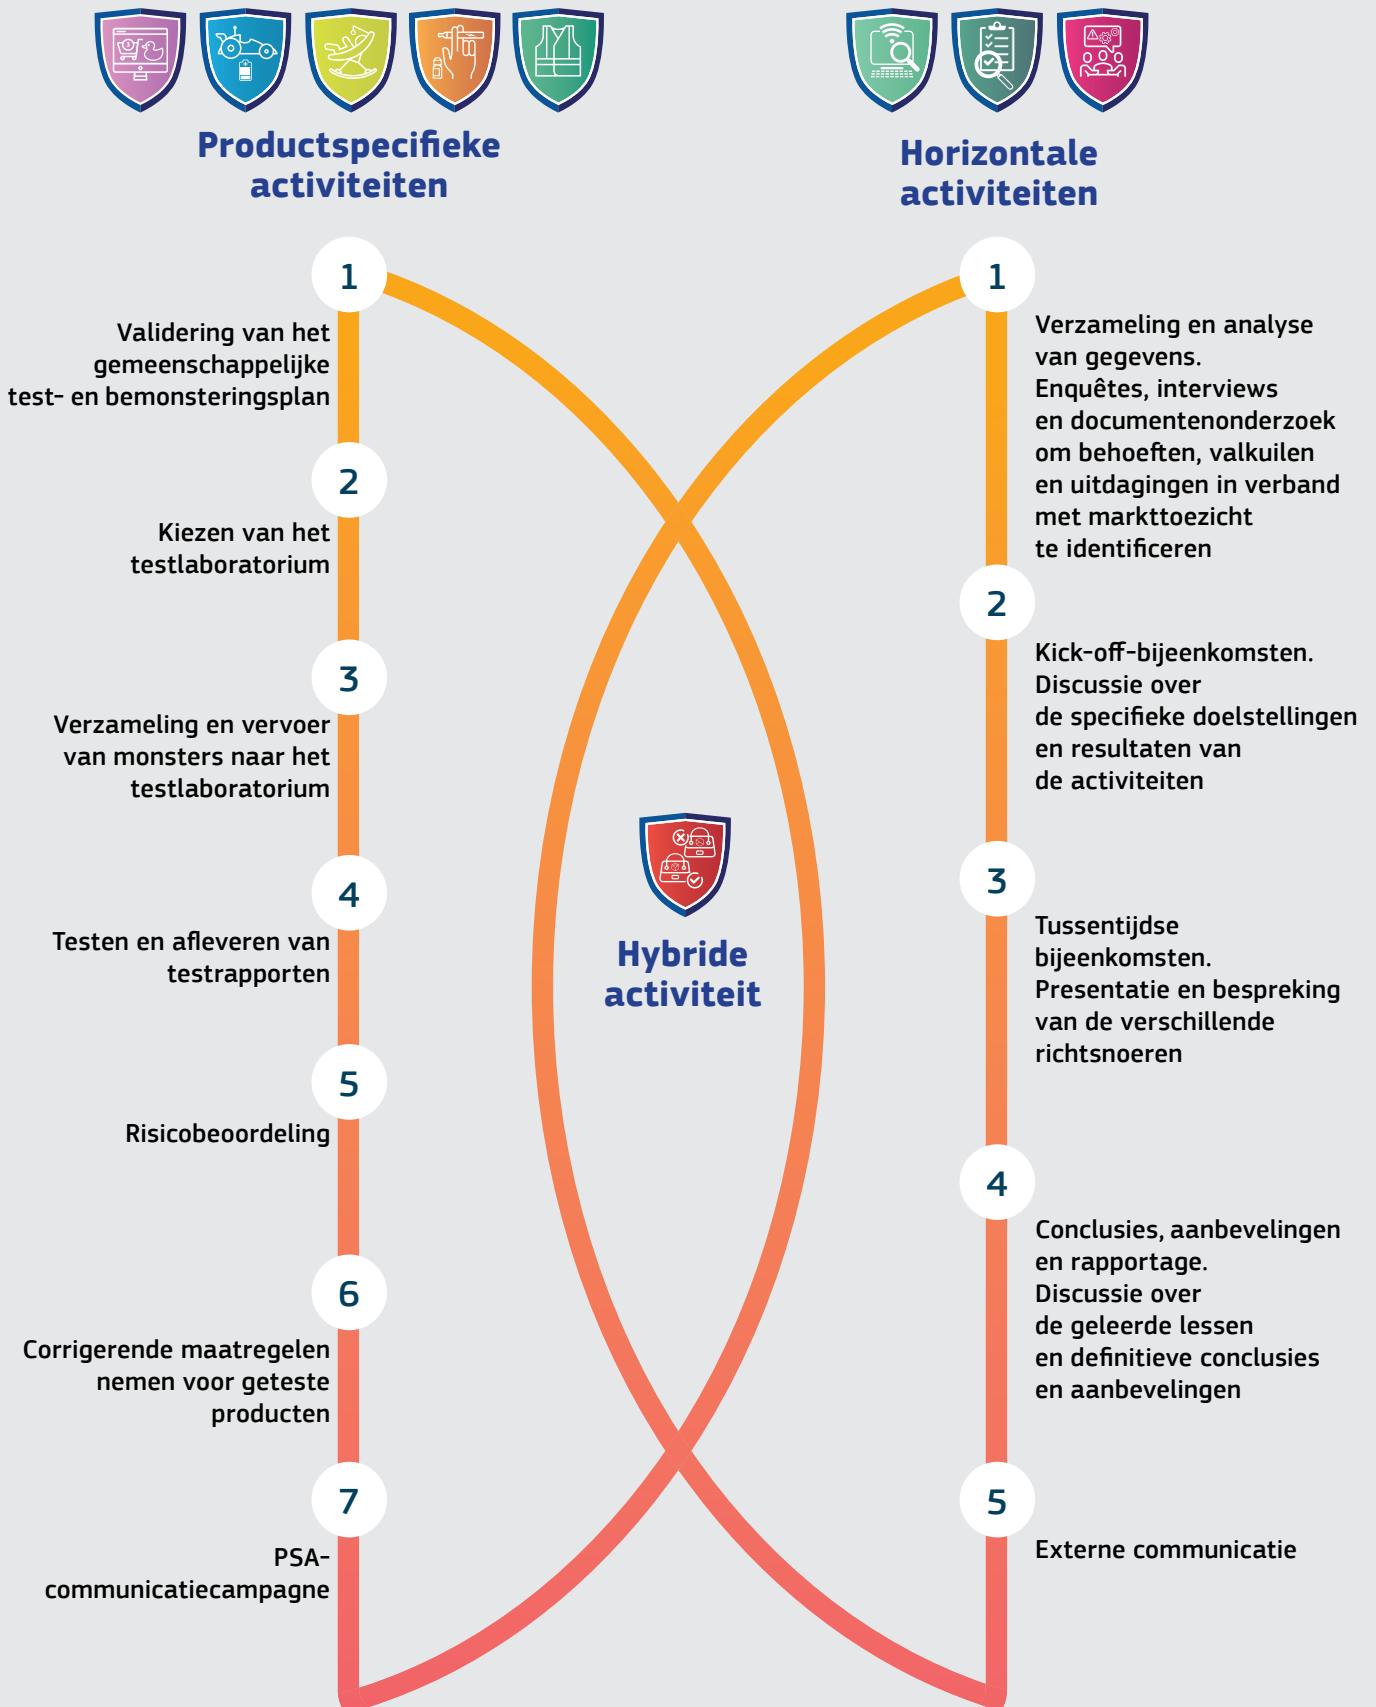 Productspecifieke
activiteiten
1
Validering van het
gemeenschappelijke
test- en bemonsteringsplan
2
Kiezen van het
testlaboratorium
3
Verzameling en vervoer
van monsters naar het
testlaboratorium
4
Testen en afleveren van
testrapporten
5
Risicobeoordeling
6
Corrigerende maatregelen
nemen voor geteste
producten
7
PSA-
communicatiecampagne
Hybride
activiteit
Horizontale
activiteiten
1
Verzameling en analyse
van gegevens.
Enquêtes, interviews
en documentenonderzoek
om behoeften, valkuilen
en uitdagingen in verband
met markttoezicht
te identificeren
2
Kick-off-bijeenkomsten.
Discussie over
de specifieke doelstellingen
en resultaten van
de activiteiten
3
Tussentijdse
bijeenkomsten.
Presentatie en bespreking
van de verschillende
richtsnoeren
4
Conclusies, aanbevelingen
en rapportage.
Discussie over
de geleerde lessen
en definitieve conclusies
en aanbevelingen
5
Externe communicatie